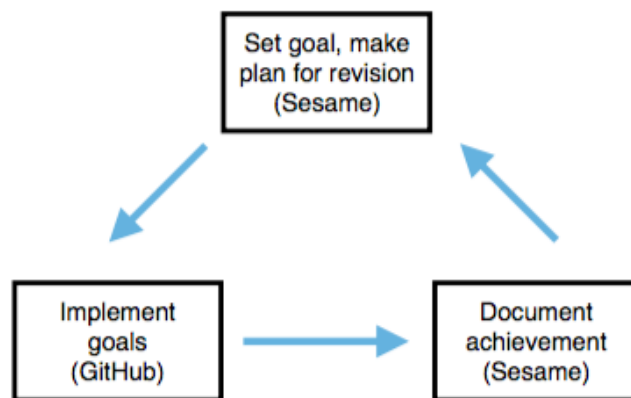 Set goal, make
plan for revision
(Sesame)
Implement
goals
(GitHub)
Document
achievement
(Sesame)